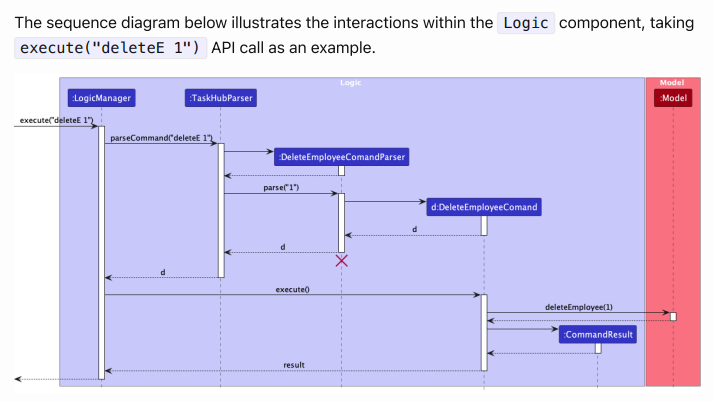 The sequence diagram below illustrates the interactions within the Logic component, taking
execute("deleteE 1") API call as an example.
Logic
Model
:LogicManager
:TaskHubParser
:Model
execute("deleteE 1")
parseCommand("deleteE 1")
:DeleteEmployeeComandParser
parse("1")
d:DeleteEmployeeComand
d
d
d
execute()
deleteEmployee(1)
:CommandResult
result